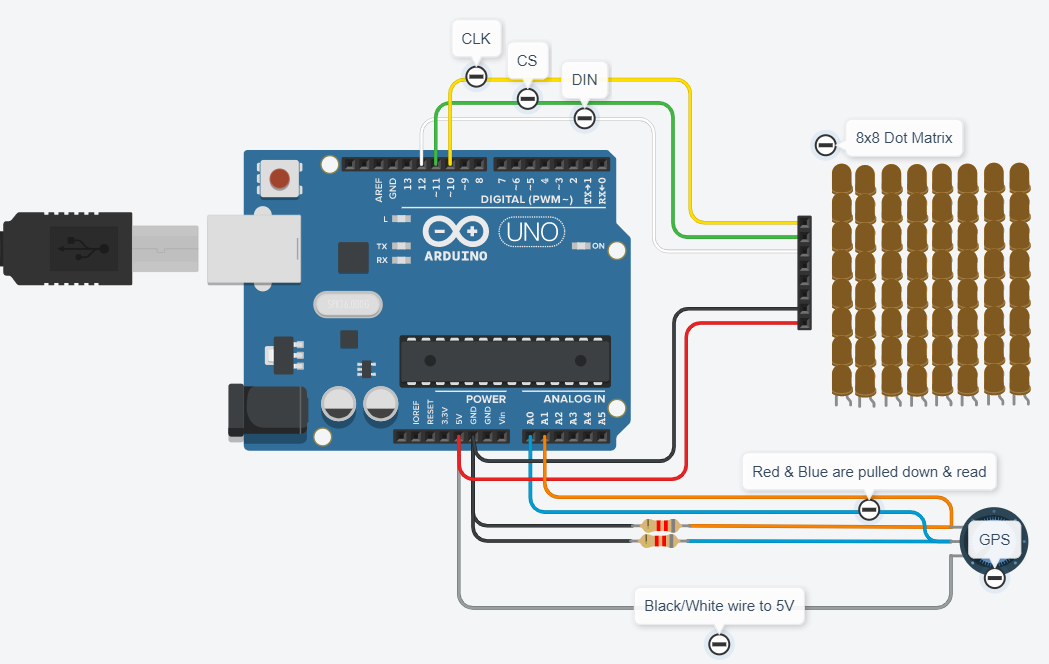 CLK
CS
DIN
8x8 Dot Matrix
AREF
GND
13
12
~11
~10
~9
8
7
~6
~5
4
~3
2
TX→1
RX←0
DIGITAL (PWM~)
L
TX
RX
UNO
ON
ARDUINO
POWER
ANALOG IN
IOREF
RESET
3.3V
5V
GND
GND
Vin
A0
A1
A2
A3
A4
A5
Red & Blue are pulled down & read
GPS
Black/White wire to 5V